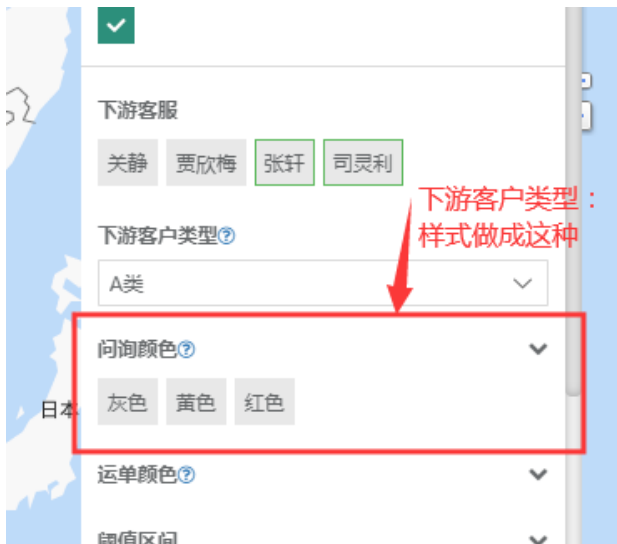 下游客服
关静 贾欣梅 张轩 司灵利
下游客户类型：
样式做成这种
下游客户类型?
A类
问询颜色?
日本
灰色 黄色 红色
运单颜色?
阈值区间